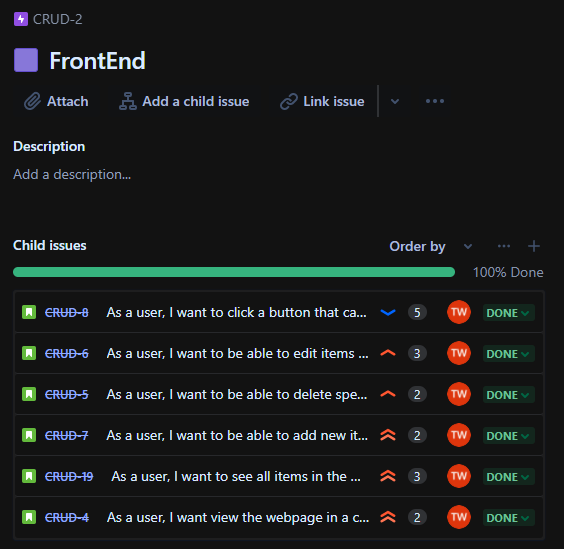 CRUD-2
FrontEnd
Attach Add a child issue Link issue
Description
Add a description...
Child issues Order by
100% Done
CRUD-8 As a user, I want to click a button that ca... 5 TW DONE
CRUD-6 As a user, I want to be able to edit items ... 3 TW DONE
CRUD-5 As a user, I want to be able to delete spe... 2 TW DONE
CRUD-7 As a user, I want to be able to add new it... 2 TW DONE
CRUD-19 As a user, I want to see all items in the ... 3 TW DONE
CRUD-4 As a user, I want view the webpage in a c... 2 TW DONE